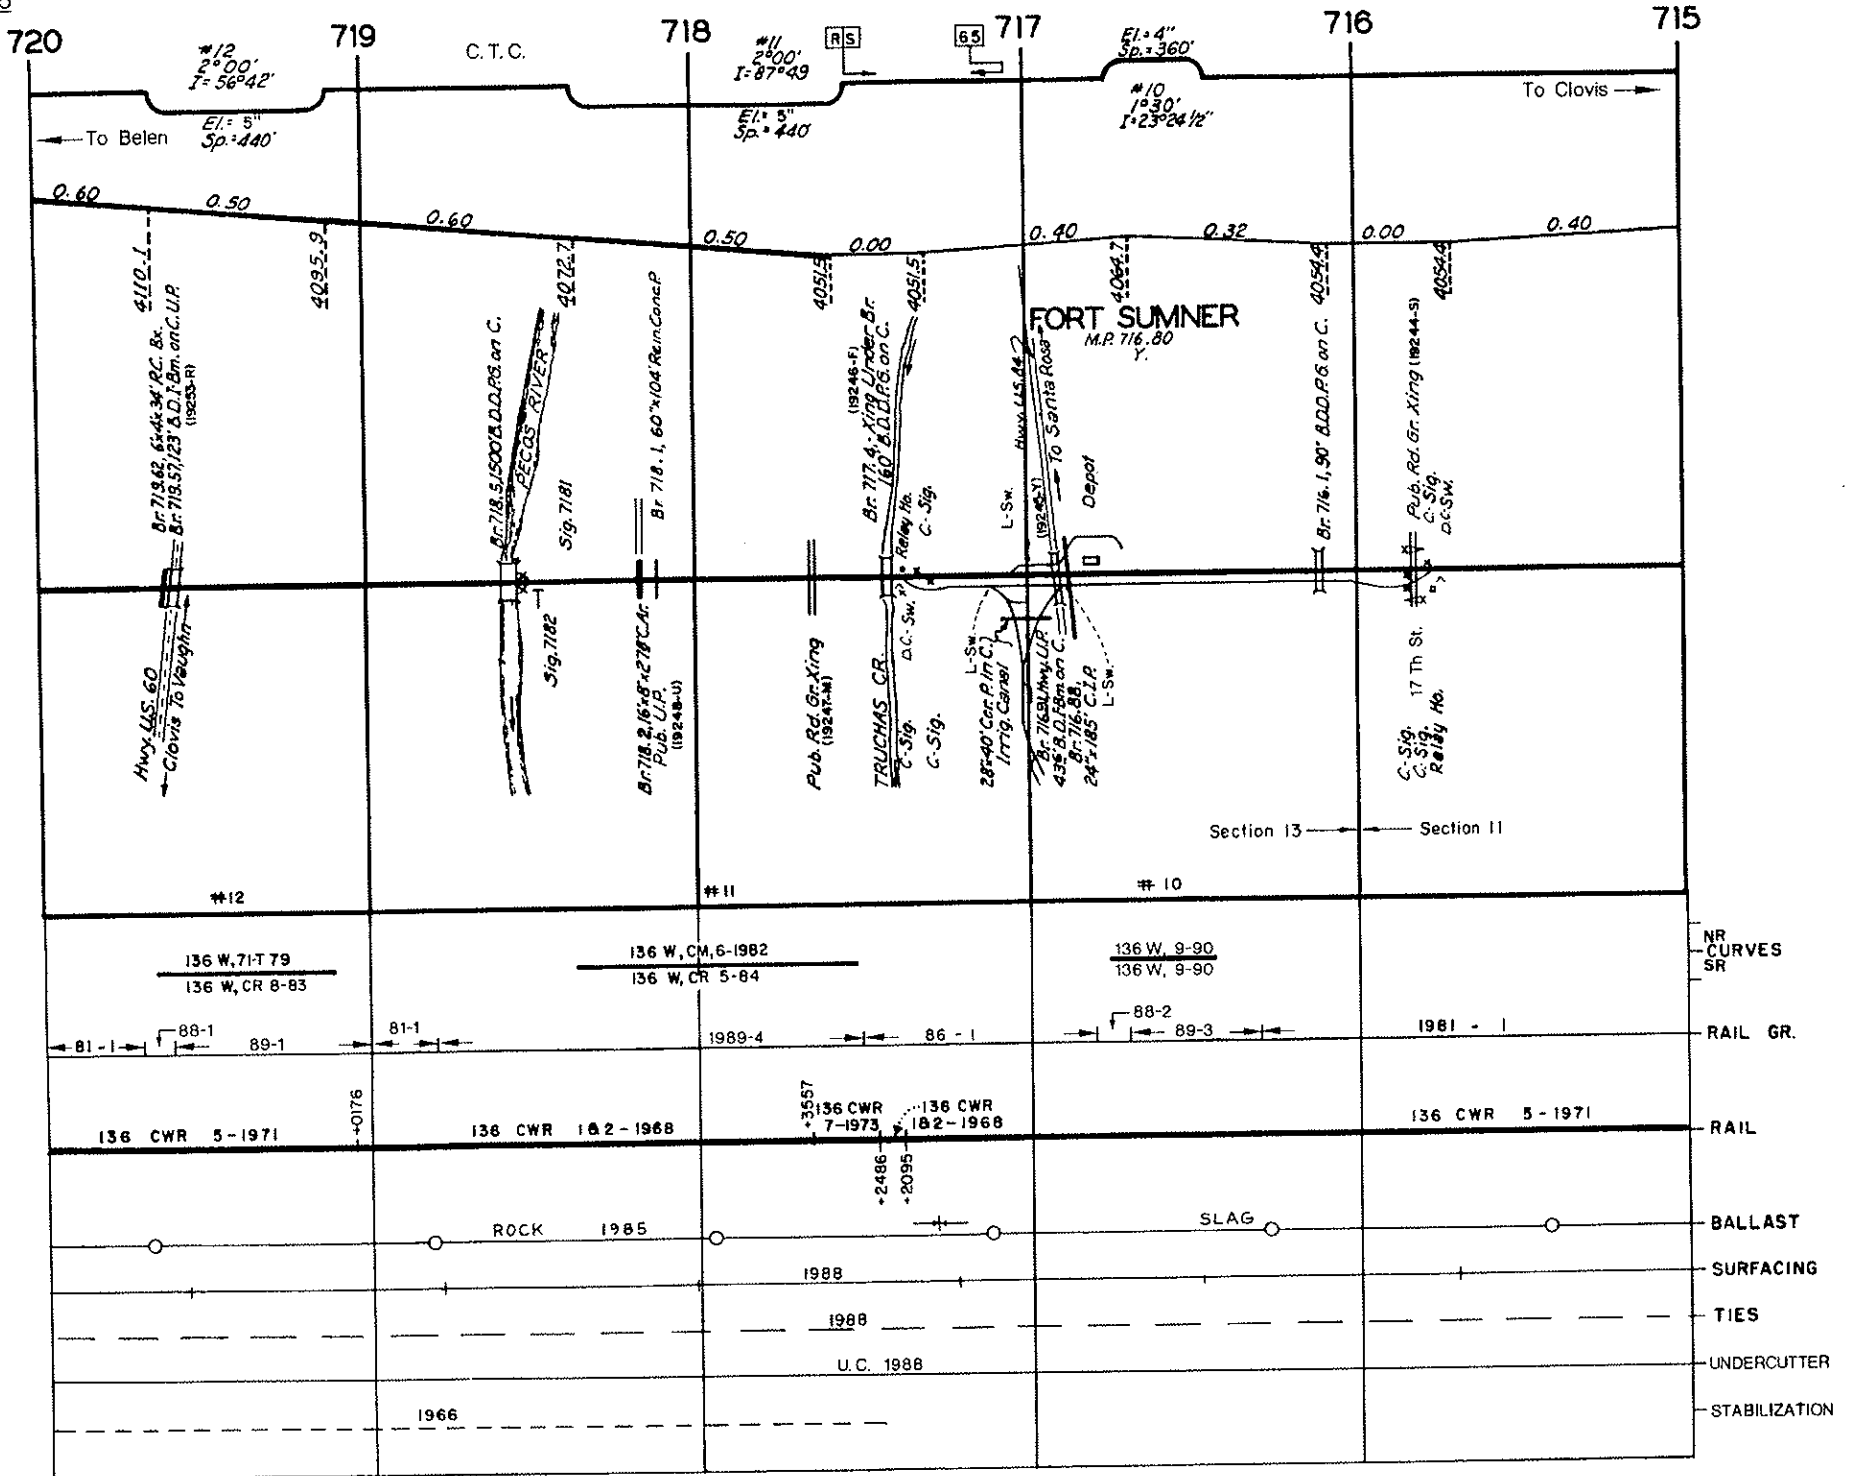 720
719
718
717
716
715
#12
2°00'
I=56°42'
El.=5"
Sp.=440'
C. T. C.
#11
2°00'
I=87°49
El.=5"
Sp.=440'
RS
65
El.=4"
Sp.=360'
#10
1°30'
I=23°24½"
To Clovis
To Belen
0.60
0.50
0.60
0.50
0.00
0.40
0.32
0.00
0.40
4110.1
4095.9
4072.7
4051.5
4051.5
4064.7
4054.4
4054.4
Br. 719.62, 6'x4'x34' R.C. Bx.
Br. 719.57, 123' B.D.I-Bm. on C. U.P.
(19253-R)
Hwy. U.S. 60
Clovis To Vaughn
Br. 718.5, 1500' B.D.D.P.G. on C.
PECOS RIVER
Sig. 7181
Sig. 7182
Br. 718.1, 60"x104' Rein. Conc. P.
Br. 718.2, 16'x8'x278' C. Ar.
Pub. U.P.
(19248-U)
Pub. Rd. Gr. Xing
(19247-M)
(19246-F)
Br. 717.4,-Xing Under Br.
160' B.D.D.P.G. on C.
Relay Ho.
C.-Sig.
TRUCHAS CR.
D.C.-Sw.
C-Sig.
C-Sig.
FORT SUMNER
M.P. 716.80
Y.
Hwy. U.S. 84
To Santa Rosa
L-Sw.
(19245-Y)
Depot
L-Sw.
28"x40' Cer. P. In C.
Irrig. Canal
Br. 716.91, Hwy. U.P.
43.6' B.D. I-Bm on C.
Br. 716.88,
24"x185' C.I.P.
L-Sw.
Br. 716.1, 90' B.D.D.P.G. on C.
Pub. Rd. Gr. Xing (19244-S)
C-Sig.
D.C-Sw.
17 Th St.
C-Sig.
C-Sig.
Relay Ho.
Section 13
Section 11
#12
#11
# 10
NR
CURVES
SR
136 W, 71-T 79
136 W, CR 8-83
136 W, CM, 6-1982
136 W, CR 5-84
136 W, 9-90
136 W, 9-90
81-1
88-1
89-1
81-1
1989-4
86 - 1
88-2
89-3
1981 - 1
RAIL GR.
136 CWR 5-1971
+0176
136 CWR 1&2-1968
+3557
136 CWR
7-1973
+2486
+2095
136 CWR
1&2-1968
136 CWR 5-1971
RAIL
ROCK 1985
SLAG
BALLAST
1988
SURFACING
1988
TIES
U.C. 1988
UNDERCUTTER
1966
STABILIZATION